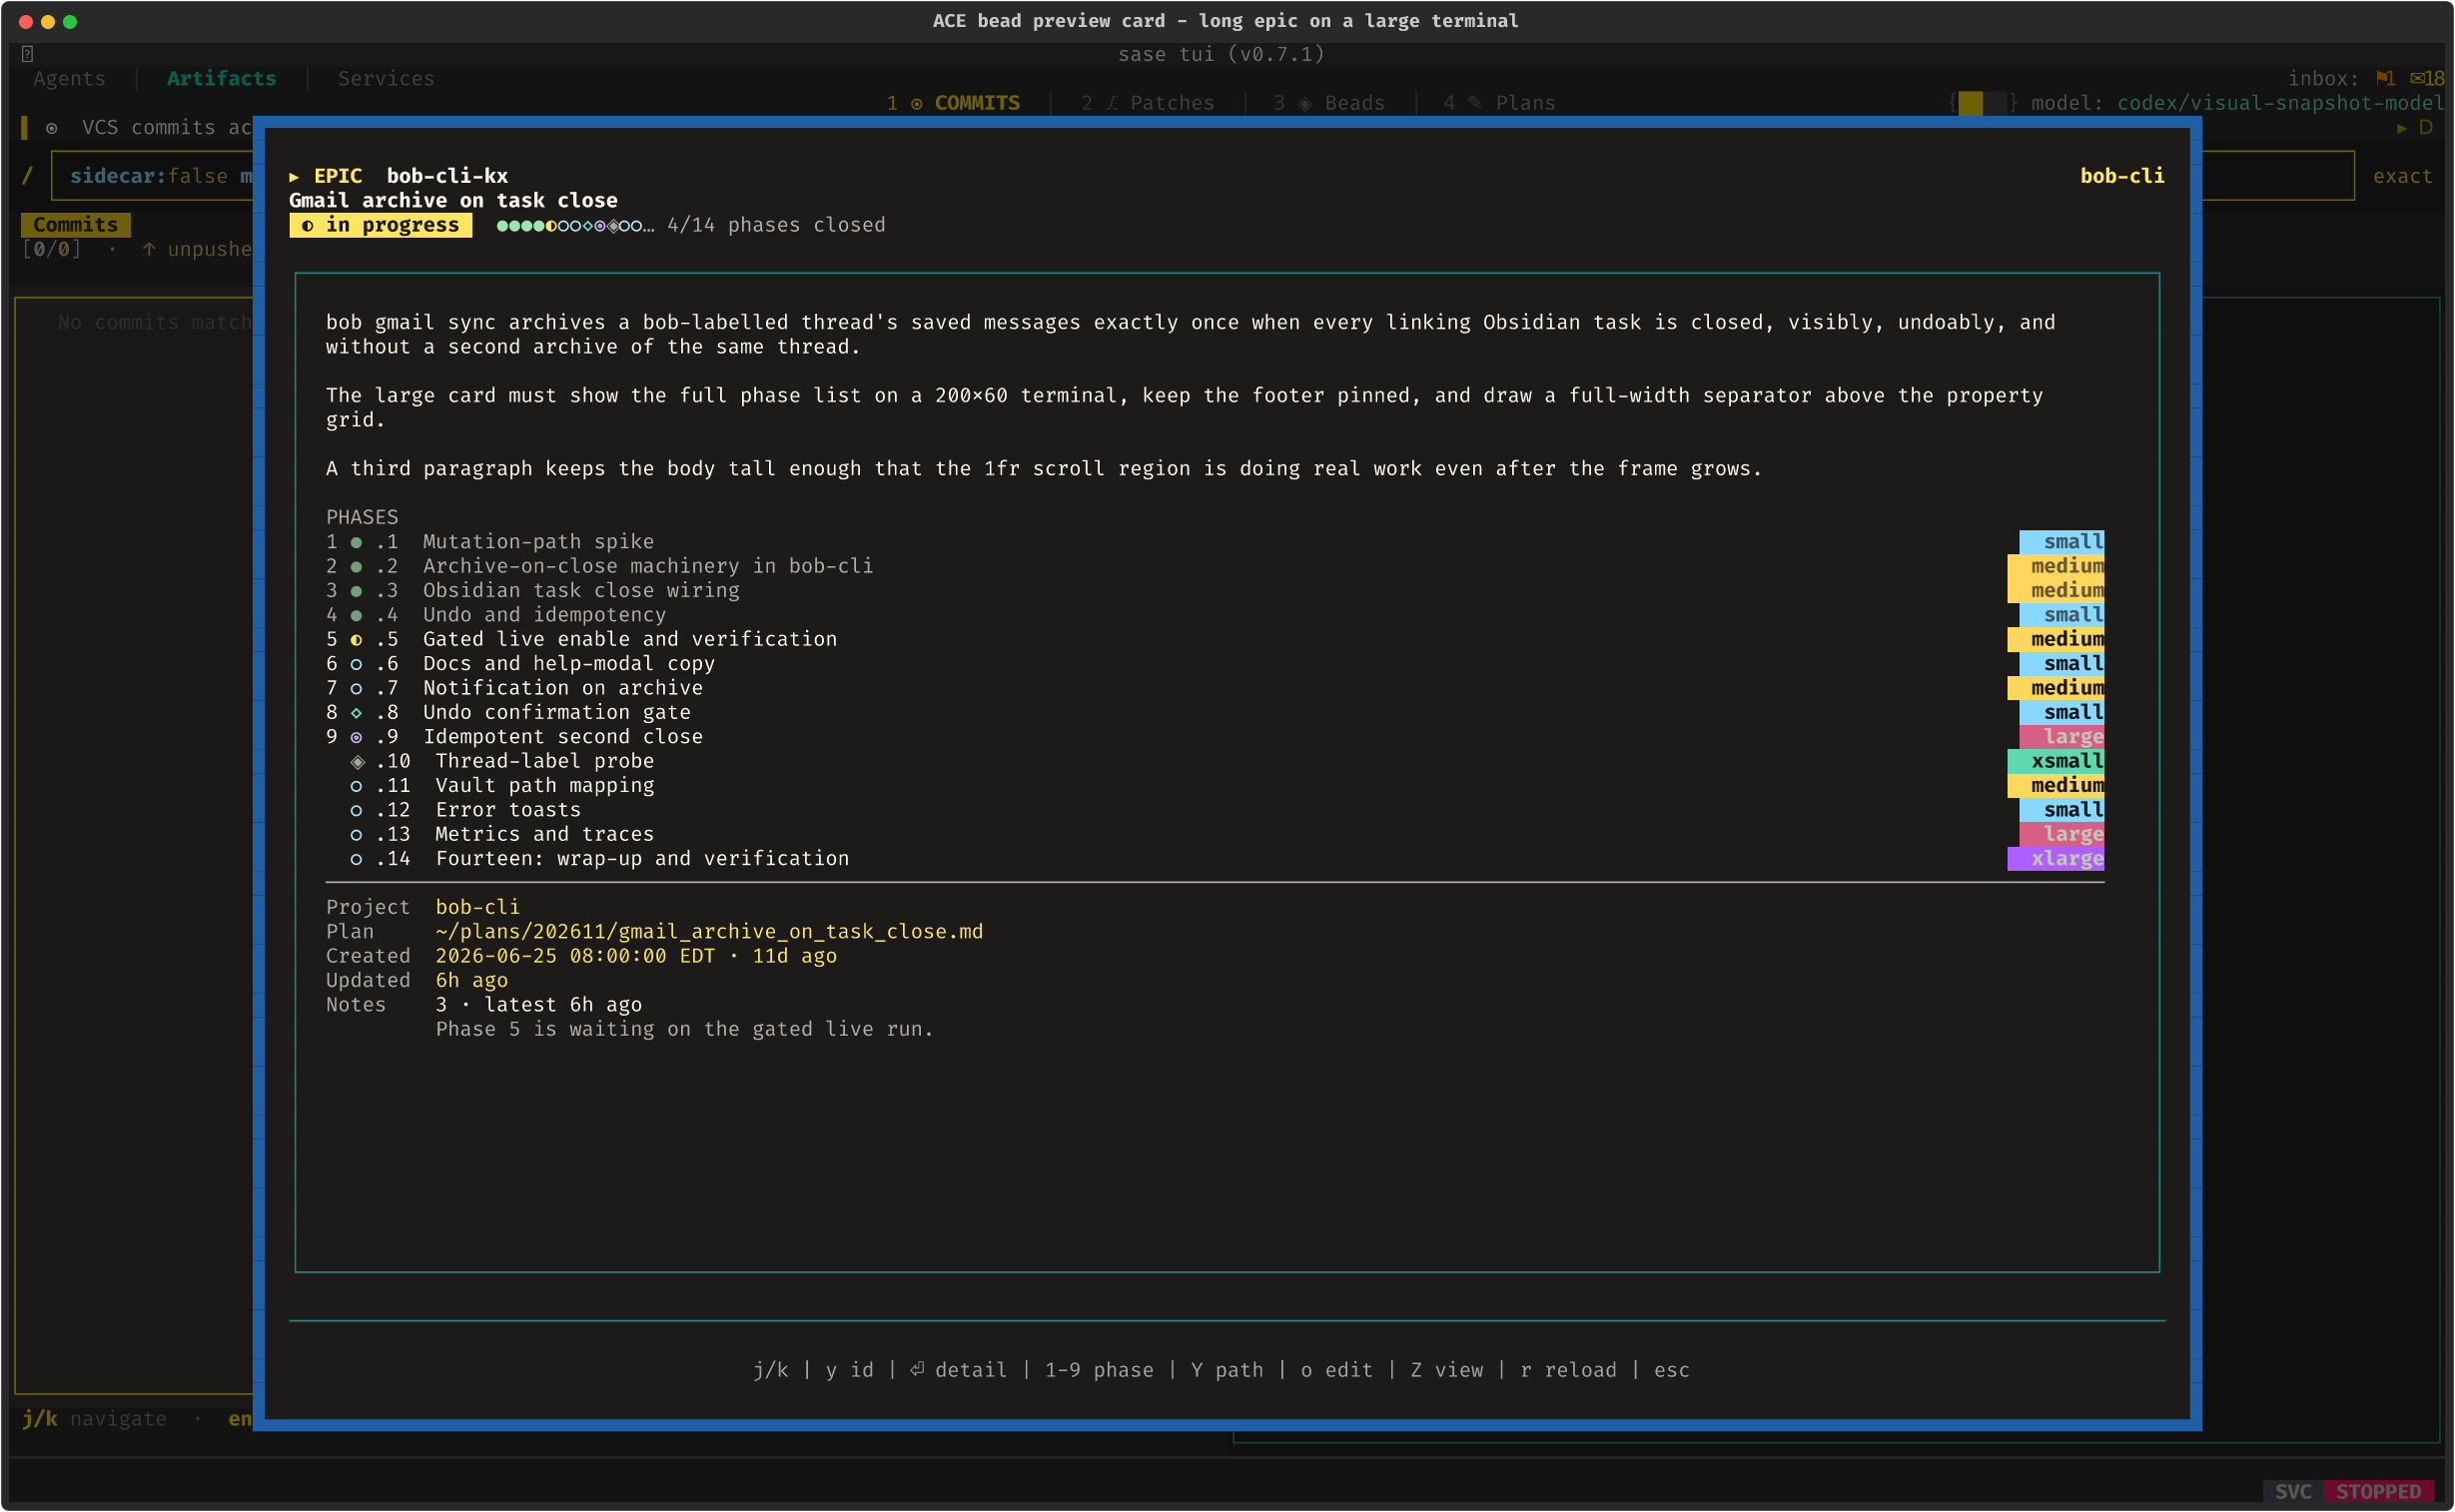 ACE bead preview card - long epic on a large terminal
sase tui (v0.7.1)
Agents │ Artifacts │ Services
inbox: ⚑1 ✉18
1 ◉ COMMITS │ 2 Patches │ 3 ◈ Beads │ 4 ✎ Plans
{ } model: codex/visual-snapshot-model
◉ VCS commits ac
▸ D
/ sidecar:false m
exact
Commits
[0/0] · ↑ unpushe
No commits match
▸ EPIC bob-cli-kx
bob-cli
Gmail archive on task close
◐ in progress ●●●●◐○○◇◉◈○○… 4/14 phases closed
bob gmail sync archives a bob-labelled thread's saved messages exactly once when every linking Obsidian task is closed, visibly, undoably, and
without a second archive of the same thread.
The large card must show the full phase list on a 200×60 terminal, keep the footer pinned, and draw a full-width separator above the property
grid.
A third paragraph keeps the body tall enough that the 1fr scroll region is doing real work even after the frame grows.
PHASES
1 ● .1 Mutation-path spike small
2 ● .2 Archive-on-close machinery in bob-cli medium
3 ● .3 Obsidian task close wiring medium
4 ● .4 Undo and idempotency small
5 ◐ .5 Gated live enable and verification medium
6 ○ .6 Docs and help-modal copy small
7 ○ .7 Notification on archive medium
8 ◇ .8 Undo confirmation gate small
9 ◉ .9 Idempotent second close large
◈ .10 Thread-label probe xsmall
○ .11 Vault path mapping medium
○ .12 Error toasts small
○ .13 Metrics and traces large
○ .14 Fourteen: wrap-up and verification xlarge
Project bob-cli
Plan ~/plans/202611/gmail_archive_on_task_close.md
Created 2026-06-25 08:00:00 EDT · 11d ago
Updated 6h ago
Notes 3 · latest 6h ago
Phase 5 is waiting on the gated live run.
j/k | y id | ⏎ detail | 1-9 phase | Y path | o edit | Z view | r reload | esc
j/k navigate · en
SVC STOPPED